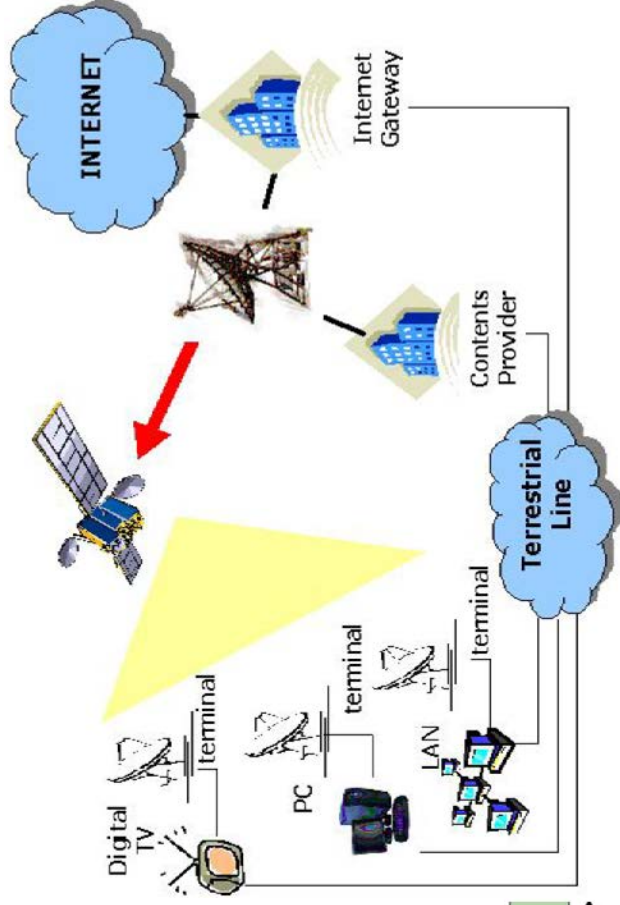 INTERNET
Internet
Gateway
Contents
Provider
Terrestrial
Line
Digital
TV
terminal
PC
terminal
LAN
terminal